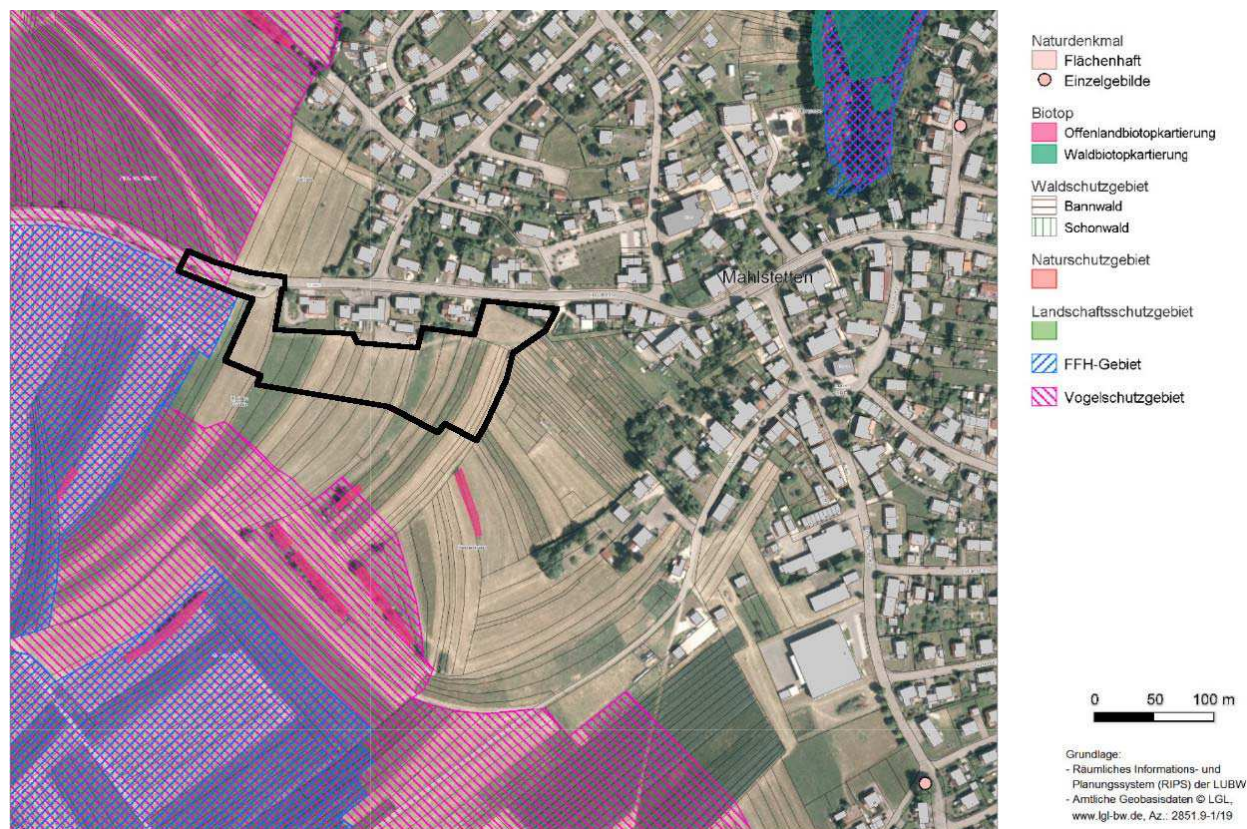 Mahlstetten
Naturdenkmal
Flächenhaft
Einzelgebilde
Biotop
Offenlandbiotopkartierung
Waldbiotopkartierung
Waldschutzgebiet
Bannwald
Schonwald
Naturschutzgebiet
Landschaftsschutzgebiet
FFH-Gebiet
Vogelschutzgebiet
0 50 100 m
Grundlage:
- Räumliches Informations- und
Planungssystem (RIPS) der LUBW
- Amtliche Geobasisdaten © LGL,
www.lgl-bw.de, Az.: 2851.9-1/19